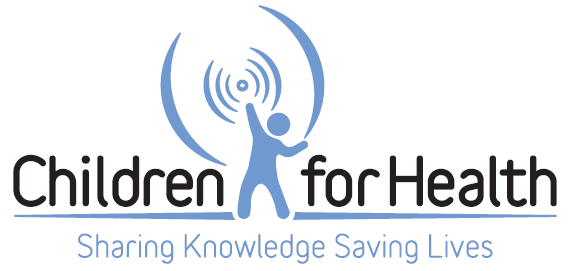 Children for Health
Sharing Knowledge Saving Lives